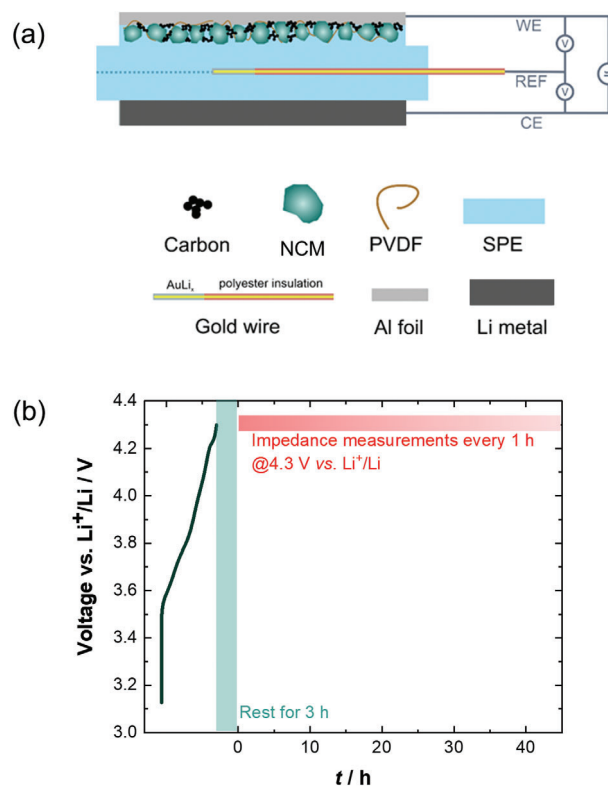 (a)
WE
V
REF
V
CE
Carbon
NCM
PVDF
SPE
AuLiₓ
polyester insulation
Gold wire
Al foil
Li metal
(b)
Voltage vs. Li⁺/Li / V
4.4
4.2
4.0
3.8
3.6
3.4
3.2
3.0
Impedance measurements every 1 h
@4.3 V vs. Li⁺/Li
Rest for 3 h
0
10
20
30
40
t / h